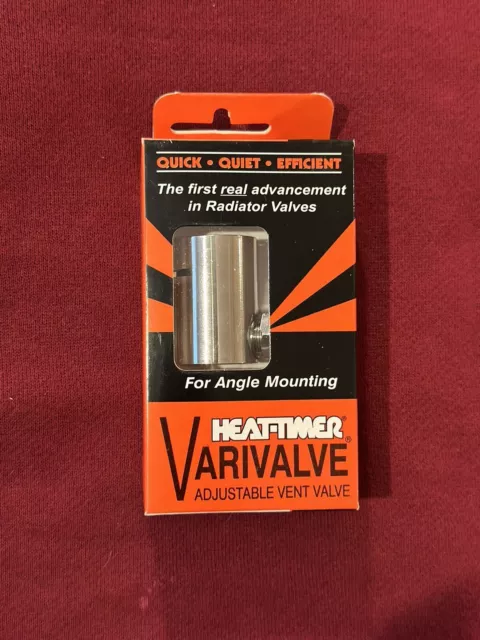 QUICK • QUIET • EFFICIENT
The first real advancement
in Radiator Valves
For Angle Mounting
HEAT-TIMER®
VARIVALVE®
ADJUSTABLE VENT VALVE